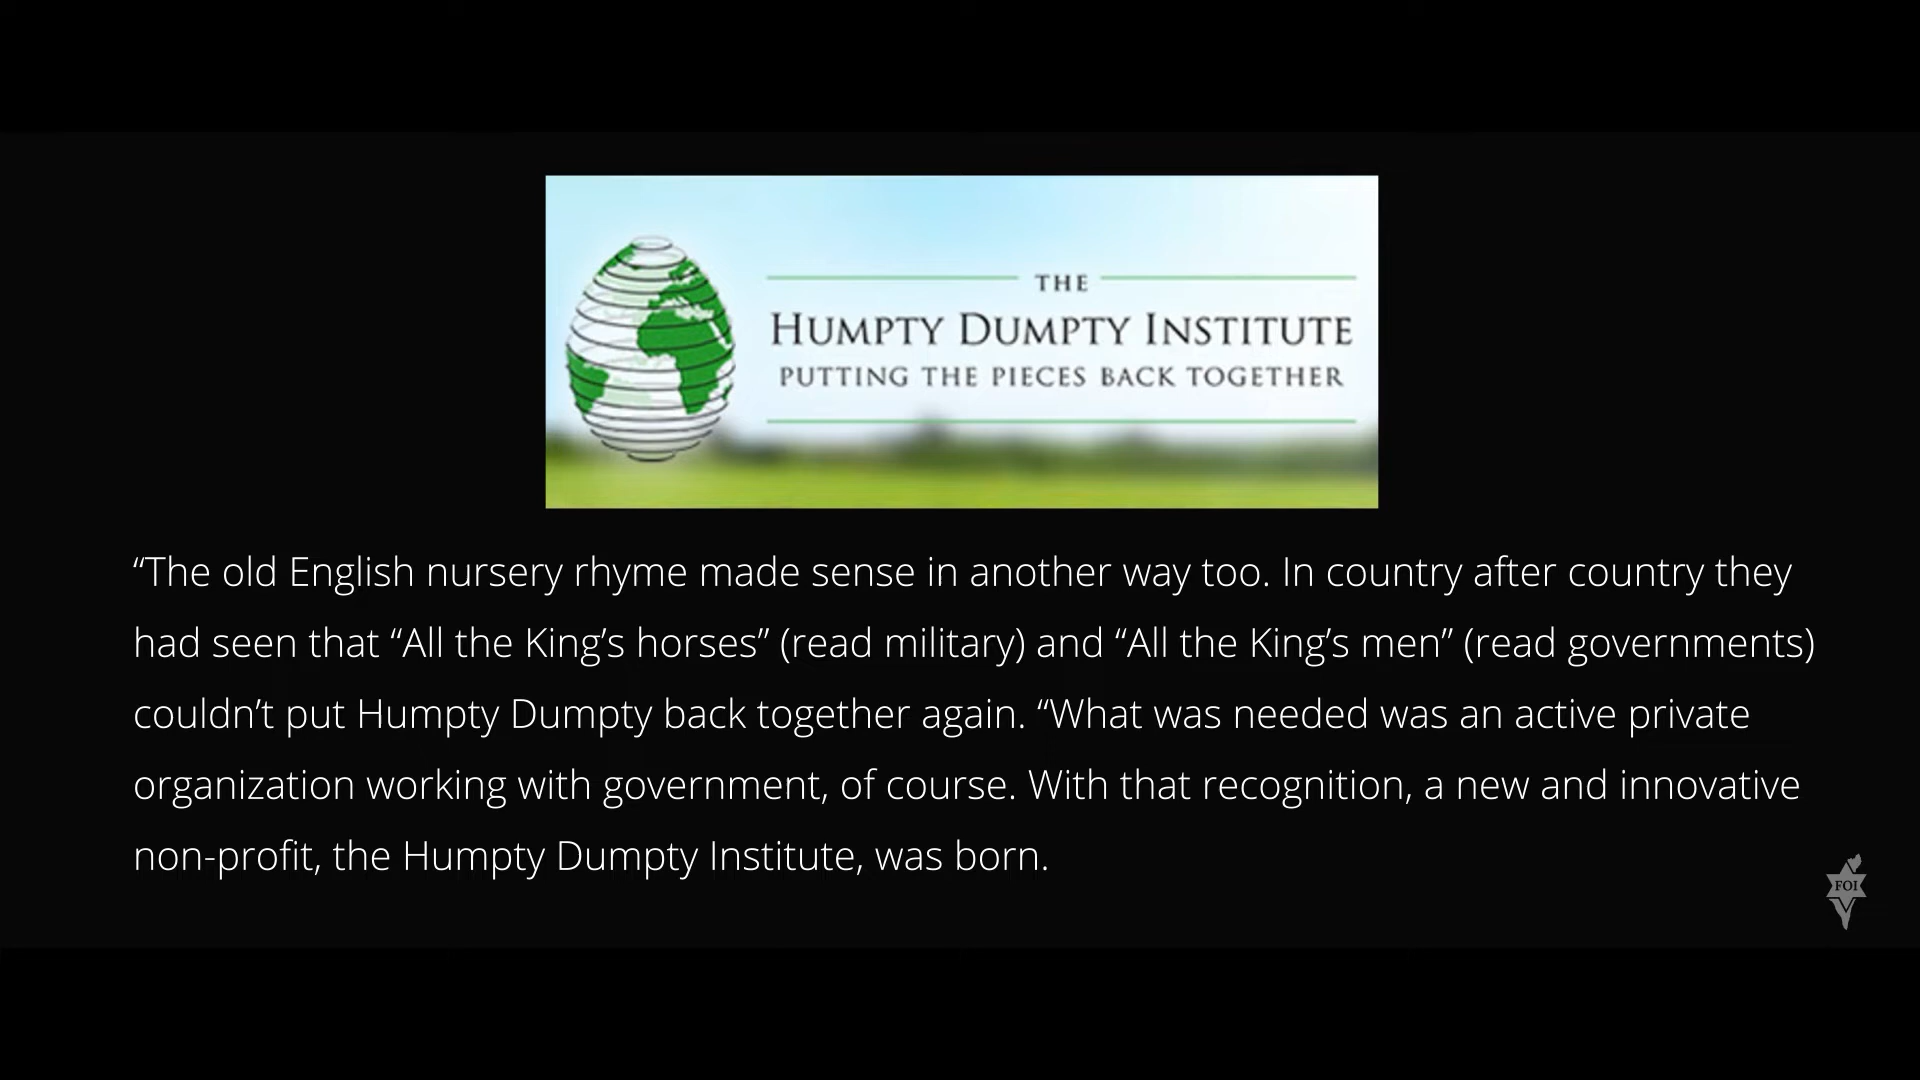 THE
HUMPTY DUMPTY INSTITUTE
PUTTING THE PIECES BACK TOGETHER
“The old English nursery rhyme made sense in another way too. In country after country they
had seen that “All the King’s horses” (read military) and “All the King’s men” (read governments)
couldn’t put Humpty Dumpty back together again. “What was needed was an active private
organization working with government, of course. With that recognition, a new and innovative
non-profit, the Humpty Dumpty Institute, was born.
FOI